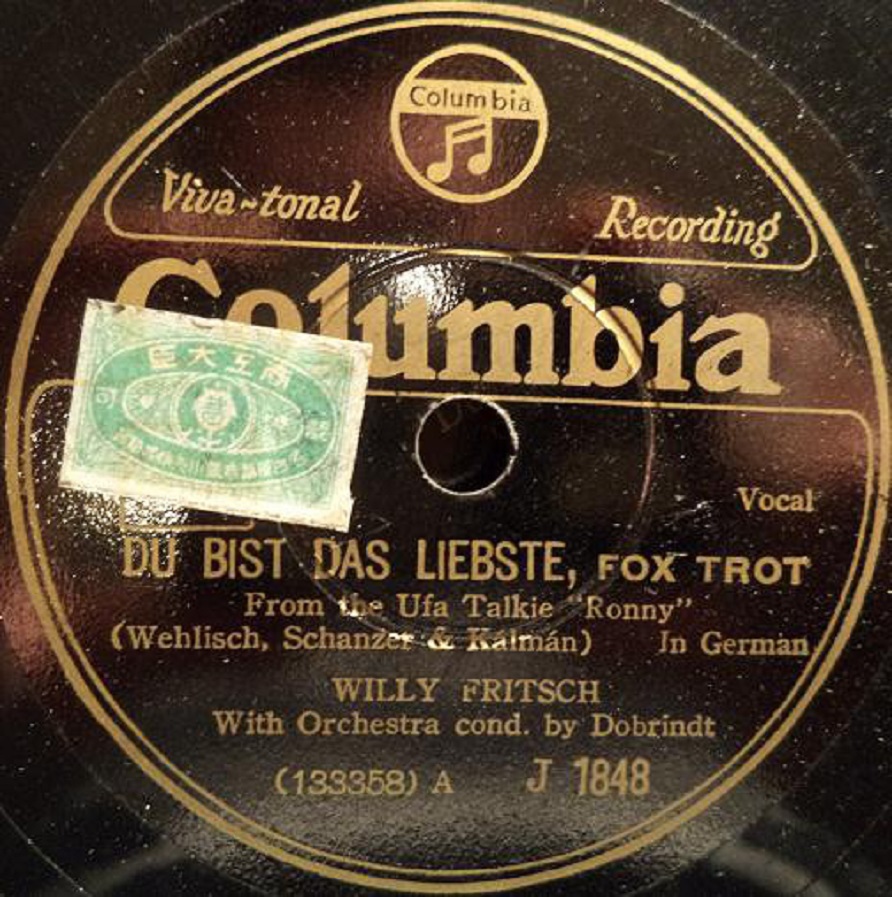 Columbia
Viva-tonal Recording
Columbia
Vocal
DU BIST DAS LIEBSTE, FOX TROT
From the Ufa Talkie "Ronny"
(Wehlisch, Schanzer & Kálmán) In German
WILLY FRITSCH
With Orchestra cond. by Dobrindt
(133358) A J 1848